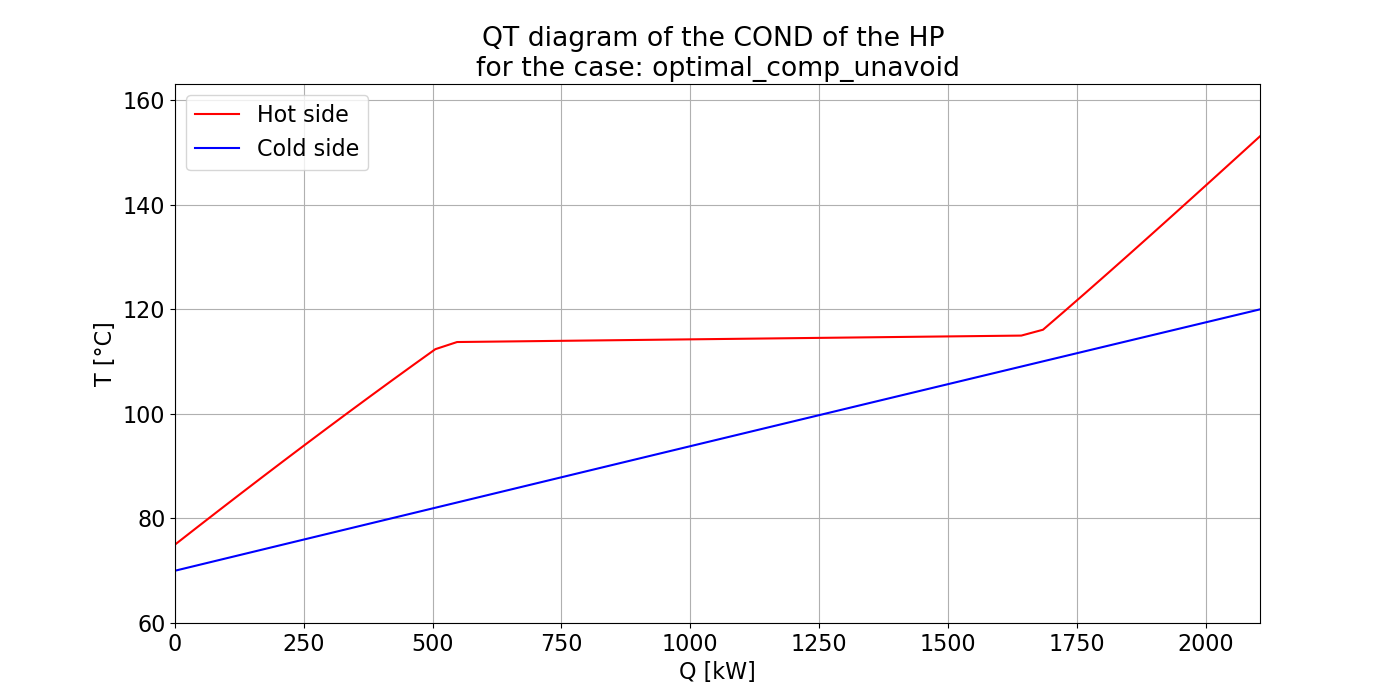 QT diagram of the COND of the HP
for the case: optimal_comp_unavoid
Hot side
Cold side
T [°C]
160
140
120
100
80
60
0 250 500 750 1000 1250 1500 1750 2000
Q [kW]